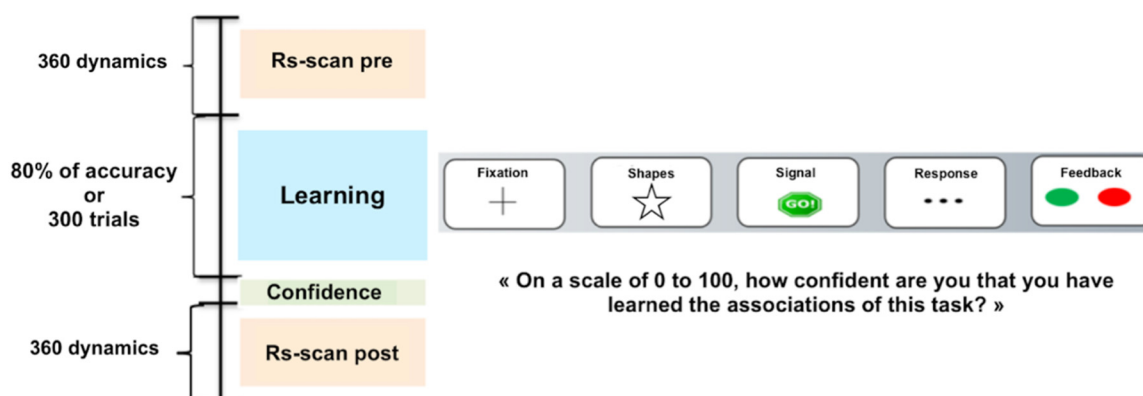 360 dynamics
Rs-scan pre
80% of accuracy
or
300 trials
Learning
Fixation
Shapes
Signal
GO!
Response
Feedback
Confidence
« On a scale of 0 to 100, how confident are you that you have
learned the associations of this task? »
360 dynamics
Rs-scan post